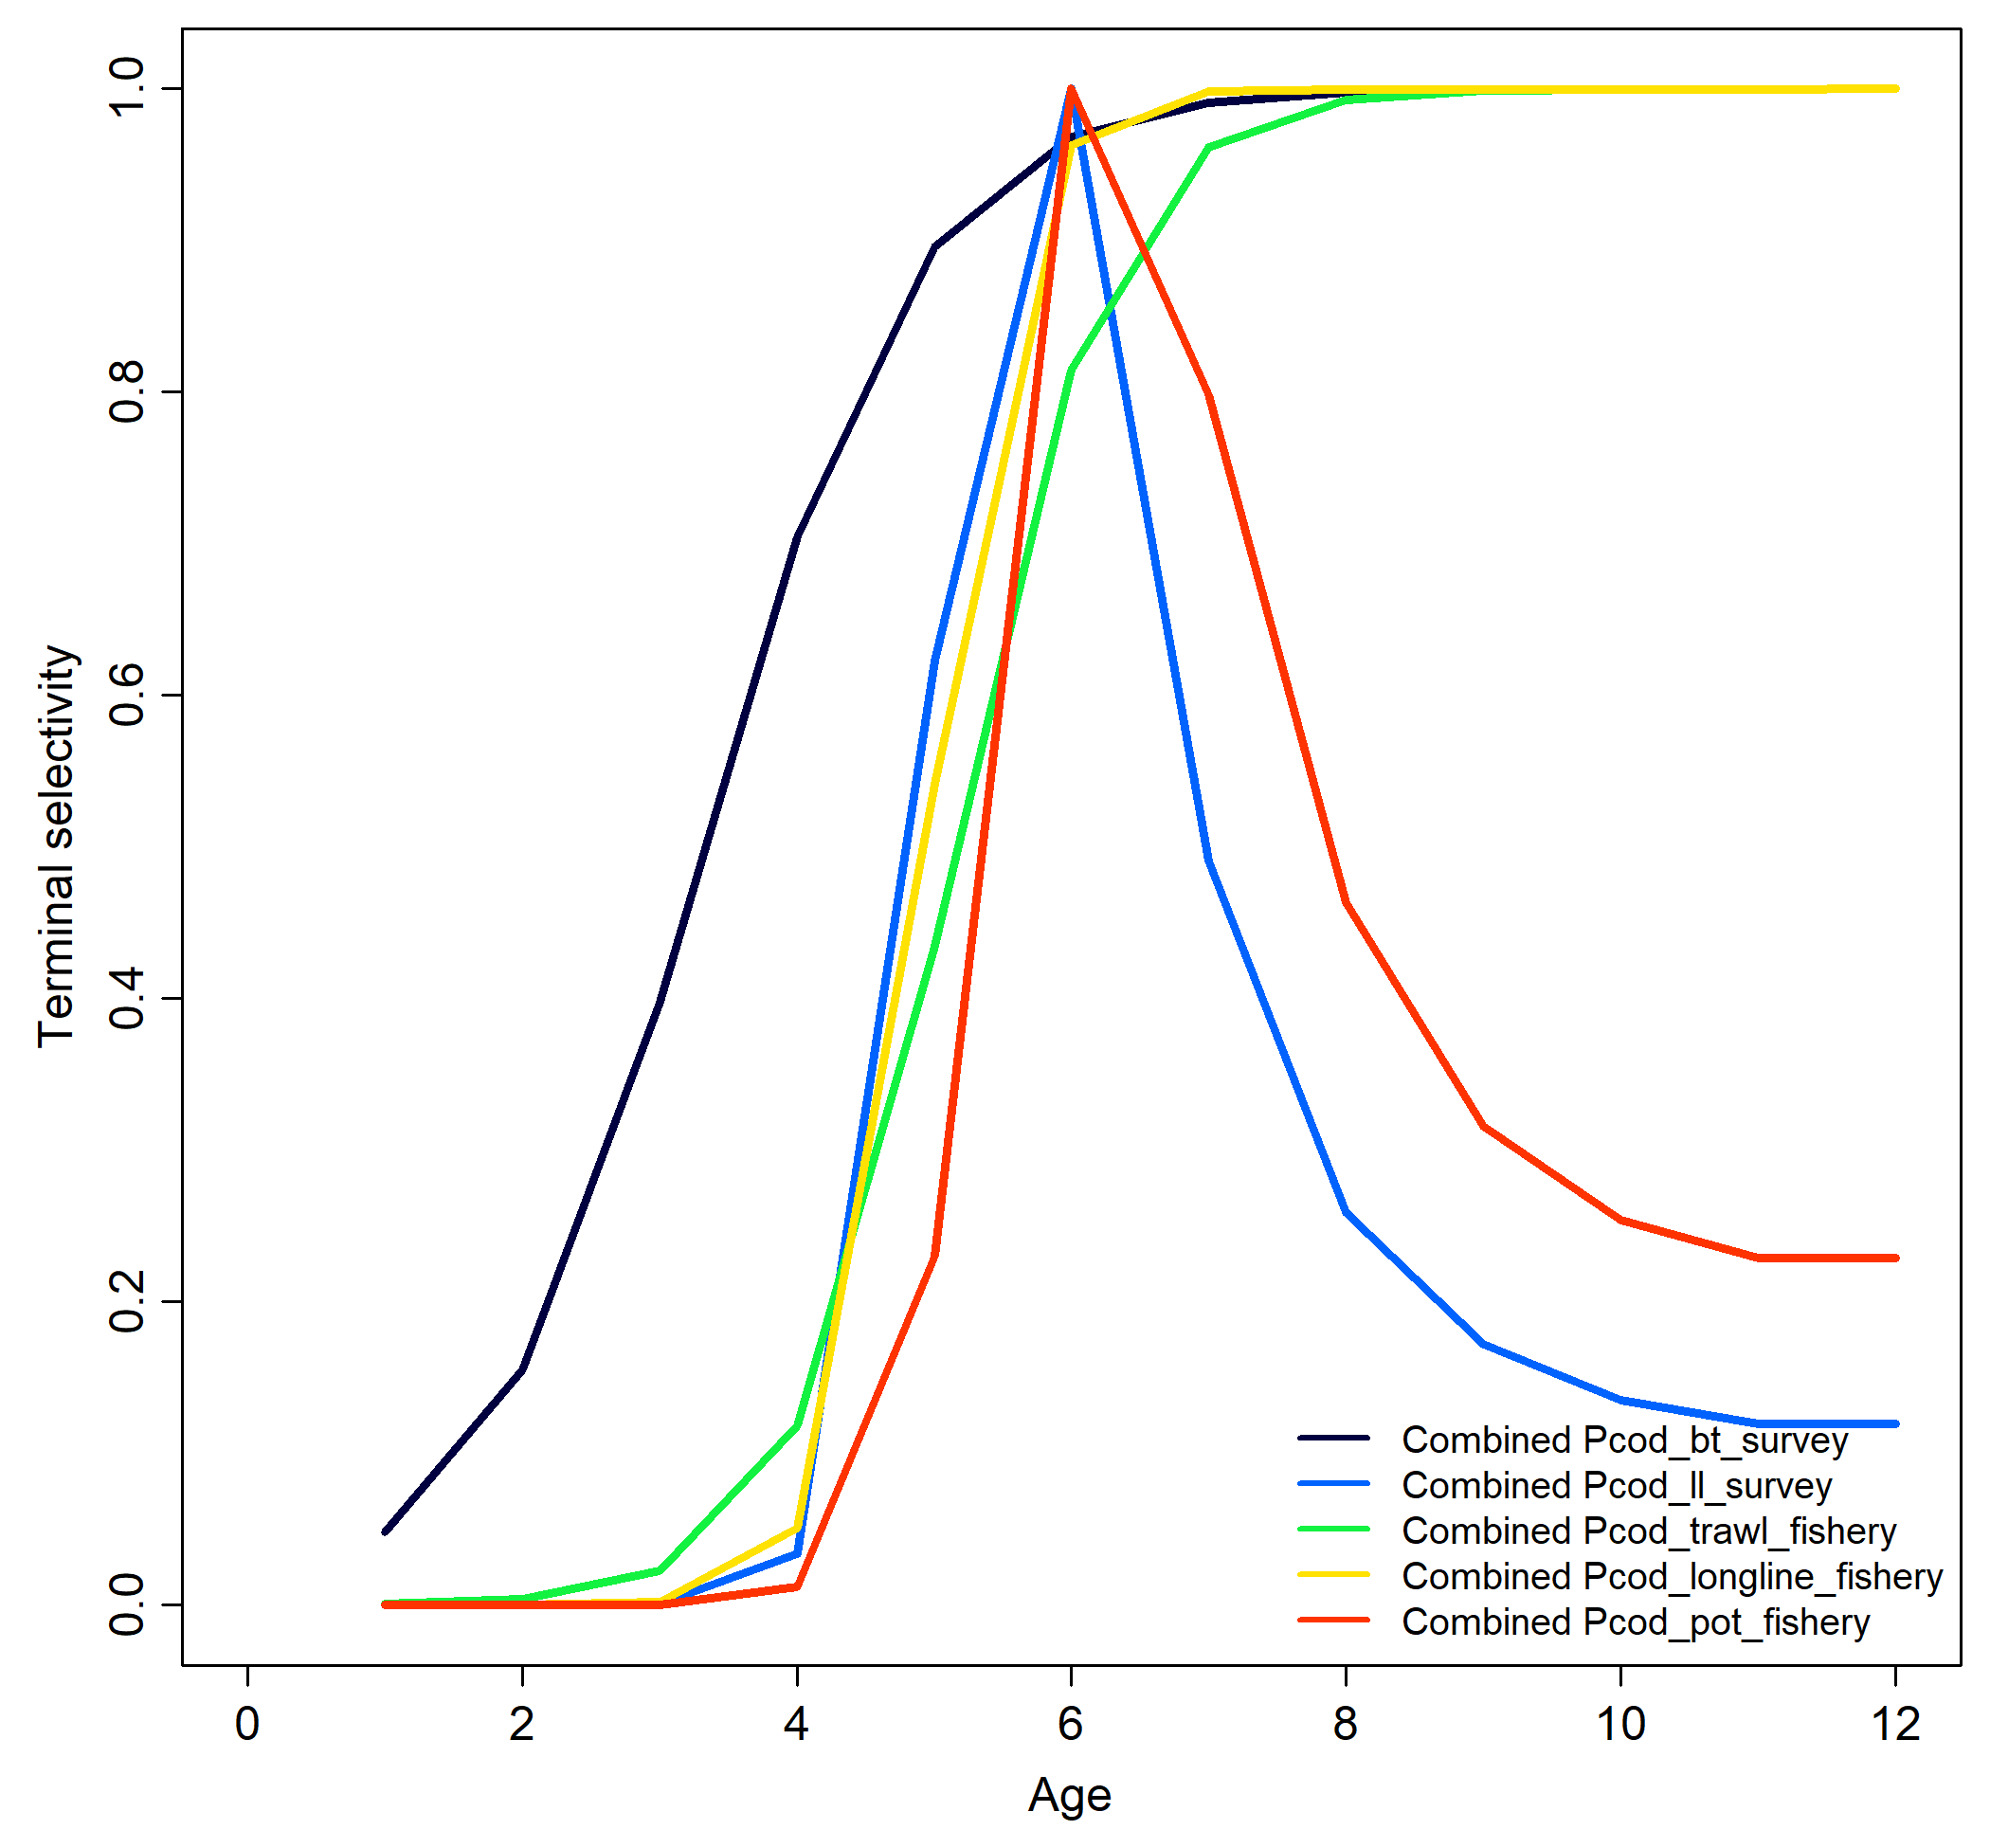 1.0
0.8
0.6
0.4
0.2
0.0
Terminal selectivity
Combined Pcod_bt_survey
Combined Pcod_ll_survey
Combined Pcod_trawl_fishery
Combined Pcod_longline_fishery
Combined Pcod_pot_fishery
0 2 4 6 8 10 12
Age